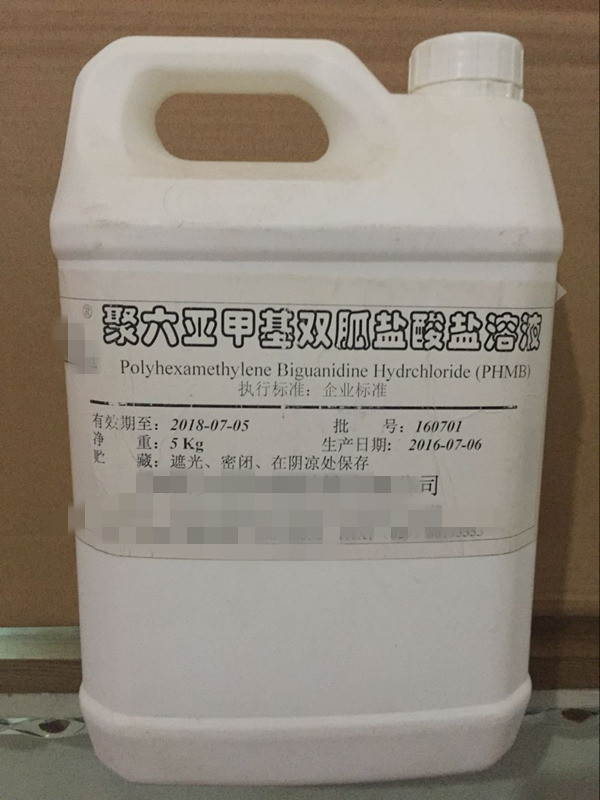 ® 聚六亚甲基双胍盐酸盐溶液
Polyhexamethylene Biguanidine Hydrchloride (PHMB)
执行标准：企业标准
有效期至：2018-07-05 批 号：160701
净 重：5 Kg 生产日期：2016-07-06
贮 藏：遮光、密闭、在阴凉处保存
司